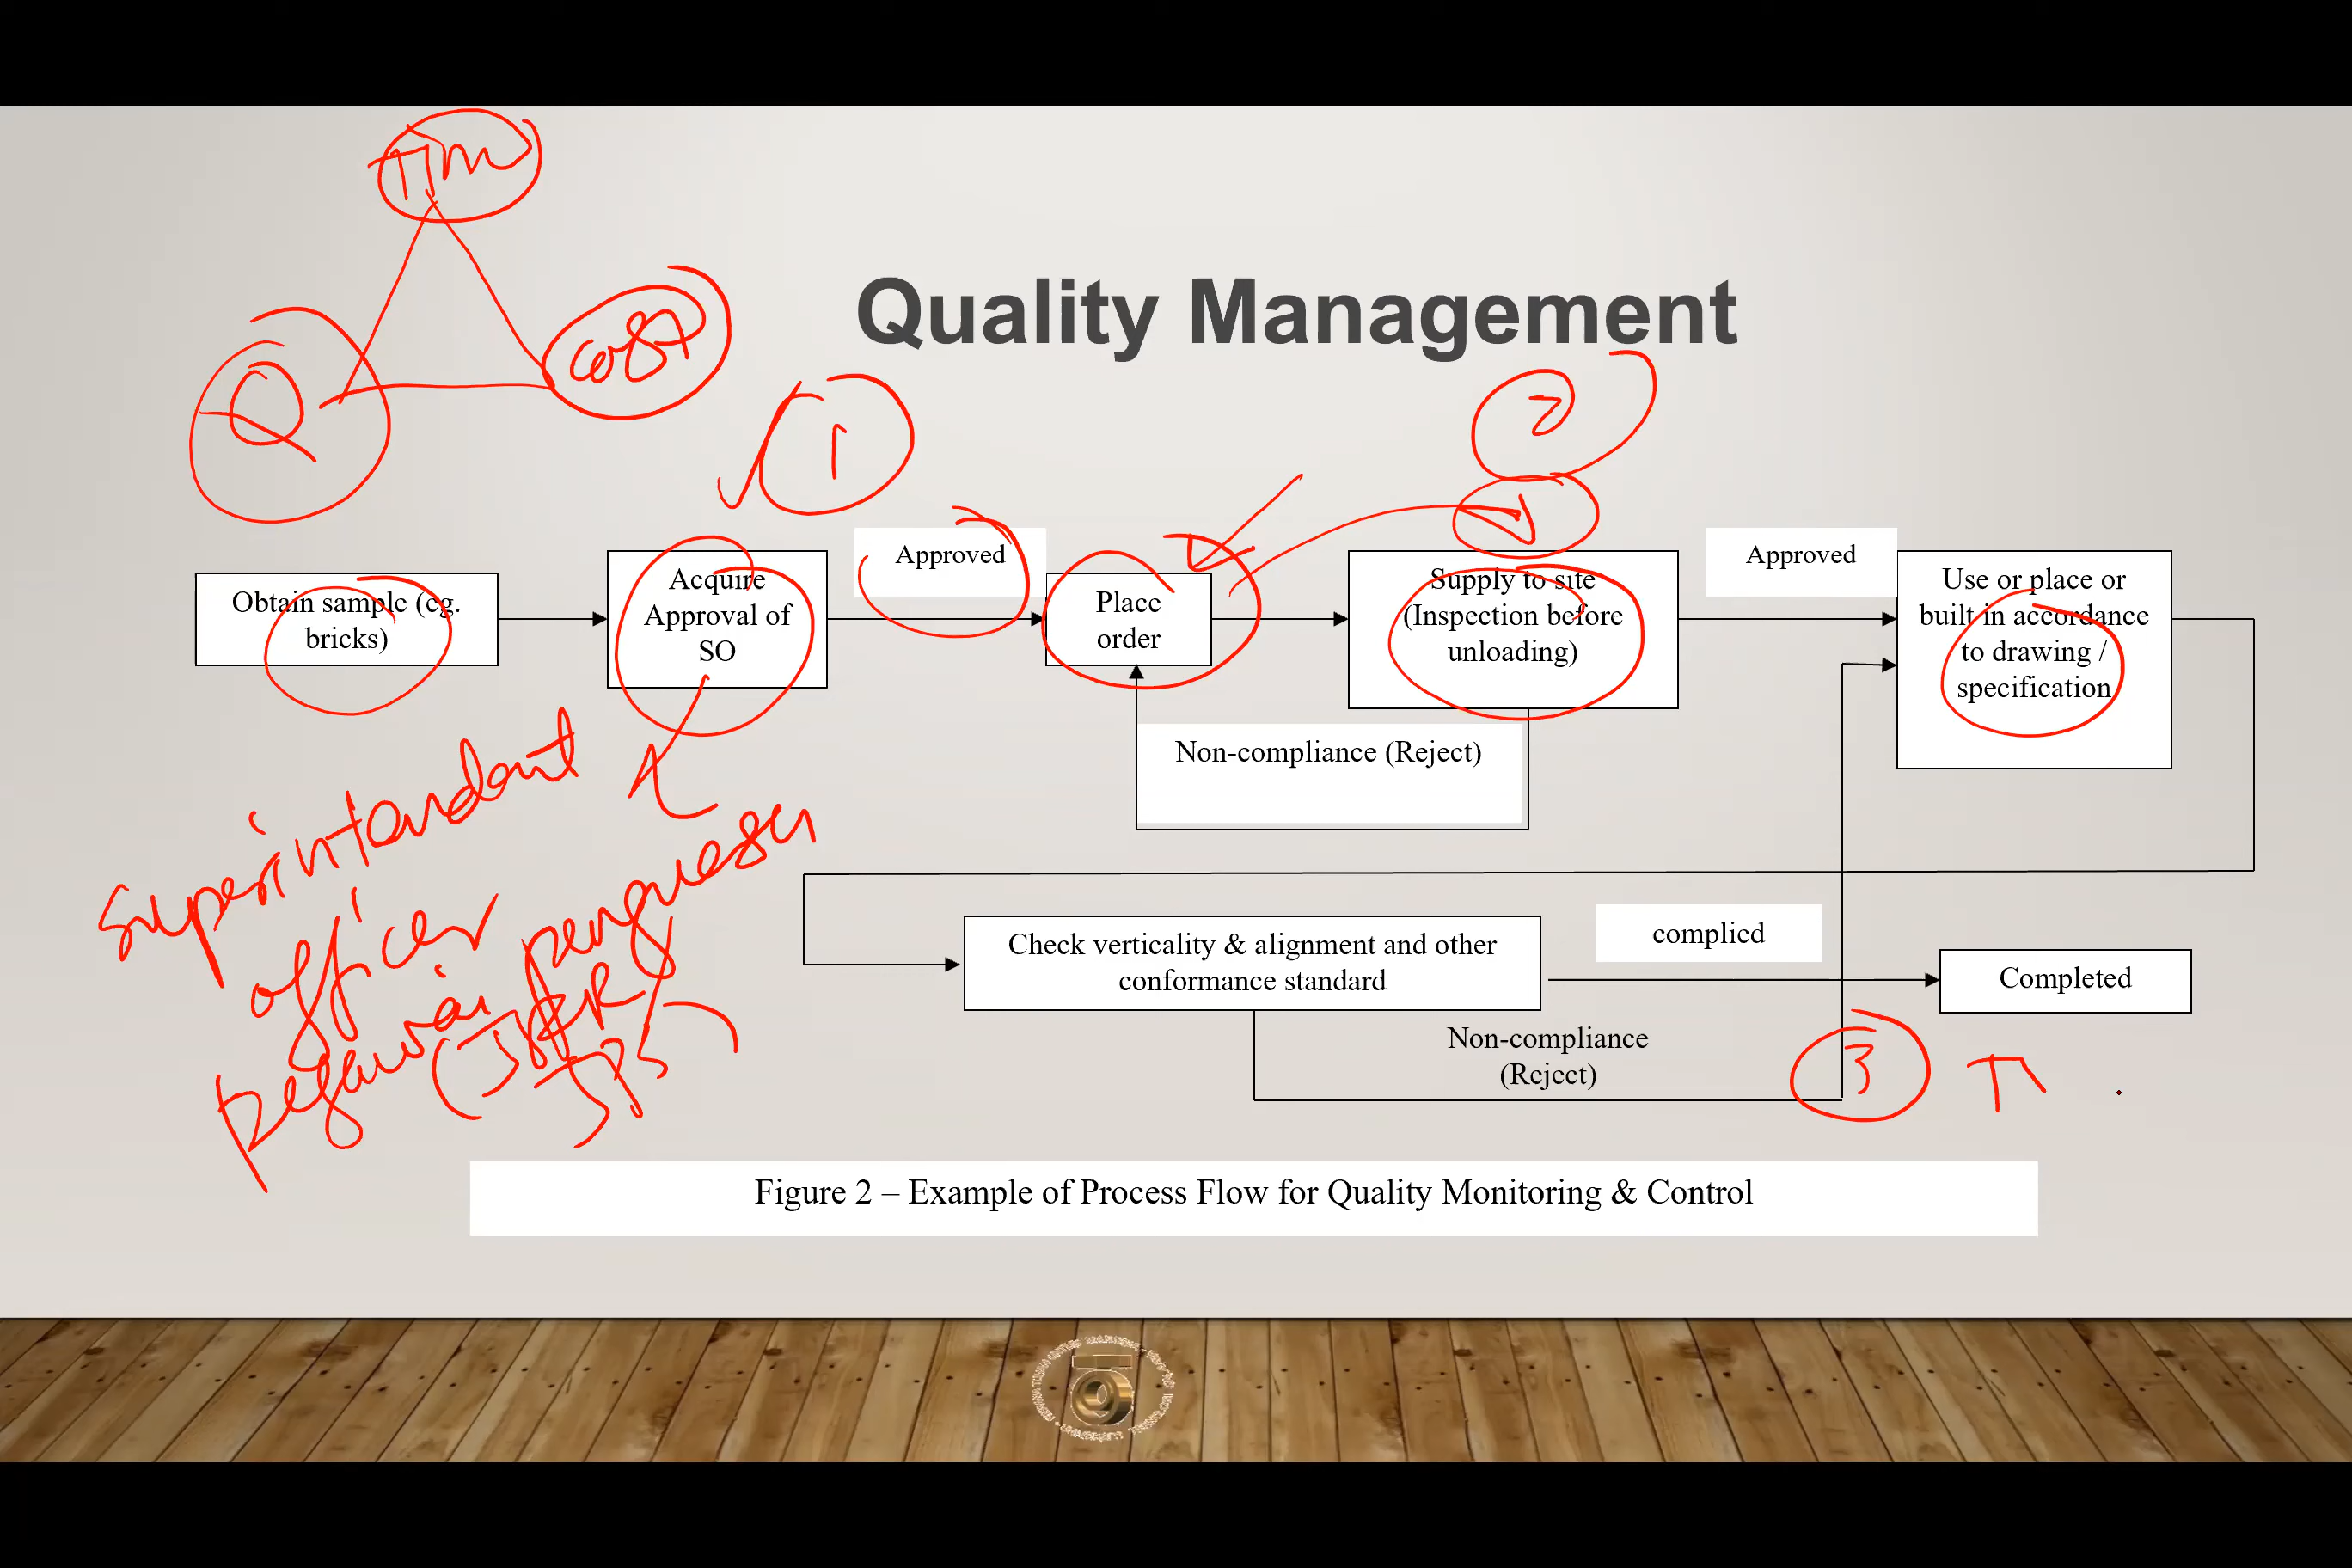 Tim
Cost
Q
Quality Management
1
2
Obtain sample (eg.
bricks)
Acquire
Approval of
SO
Approved
Place
order
Supply to site
(Inspection before
unloading)
Approved
Use or place or
built in accordance
to drawing /
specification
Non-compliance (Reject)
Superintendant
officer
pegawai penguasa
(JKR
JPS
Check verticality & alignment and other
conformance standard
complied
Completed
Non-compliance
(Reject)
3
Figure 2 – Example of Process Flow for Quality Monitoring & Control